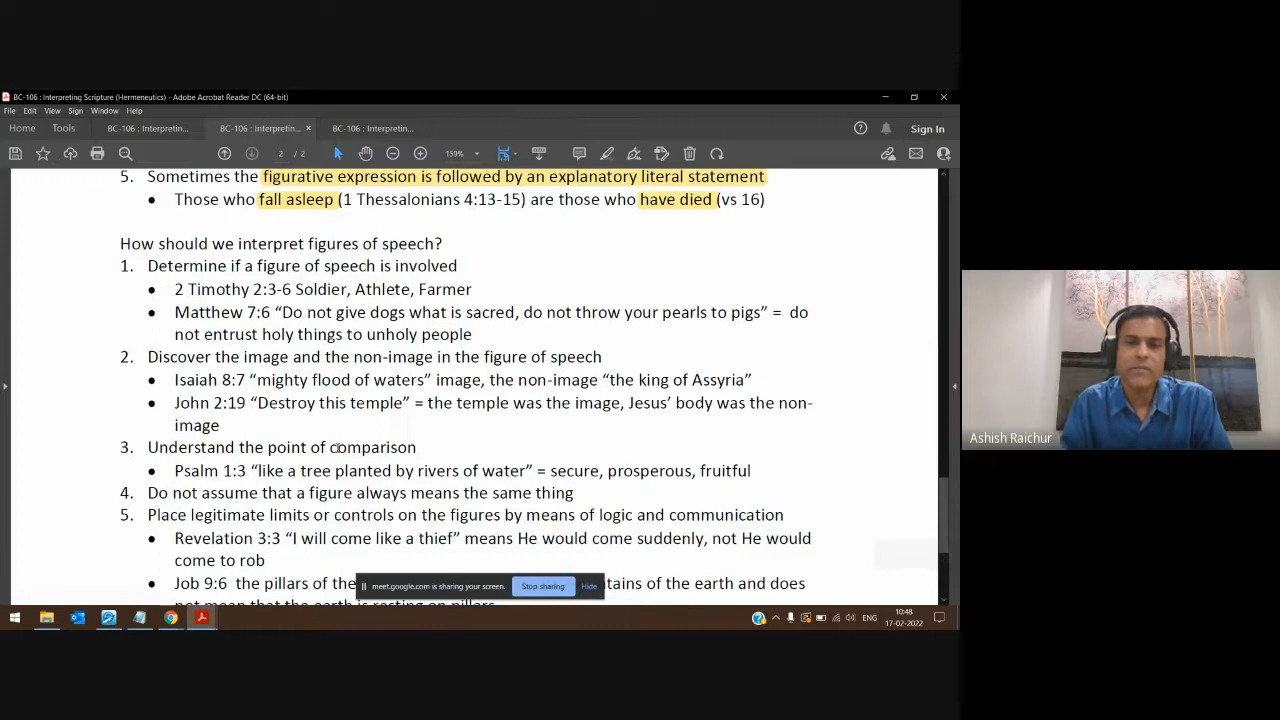 BC-106 : Interpreting Scripture (Hermeneutics) - Adobe Acrobat Reader DC (64-bit)
File Edit View Sign Window Help
Home Tools BC-106 : Interpretin... BC-106 : Interpretin... × BC-106 : Interpretin... Sign In
2 / 2 159%
5. Sometimes the figurative expression is followed by an explanatory literal statement
• Those who fall asleep (1 Thessalonians 4:13-15) are those who have died (vs 16)
How should we interpret figures of speech?
1. Determine if a figure of speech is involved
• 2 Timothy 2:3-6 Soldier, Athlete, Farmer
• Matthew 7:6 “Do not give dogs what is sacred, do not throw your pearls to pigs” = do
not entrust holy things to unholy people
2. Discover the image and the non-image in the figure of speech
• Isaiah 8:7 “mighty flood of waters” image, the non-image “the king of Assyria”
• John 2:19 “Destroy this temple” = the temple was the image, Jesus’ body was the non-
image
3. Understand the point of comparison
• Psalm 1:3 “like a tree planted by rivers of water” = secure, prosperous, fruitful
4. Do not assume that a figure always means the same thing
5. Place legitimate limits or controls on the figures by means of logic and communication
• Revelation 3:3 “I will come like a thief” means He would come suddenly, not He would
come to rob
• Job 9:6 the pillars of the tains of the earth and does
not mean that the earth is resting on pillars
meet.google.com is sharing your screen. Stop sharing Hide
ENG
10:48
17-02-2022
Ashish Raichur